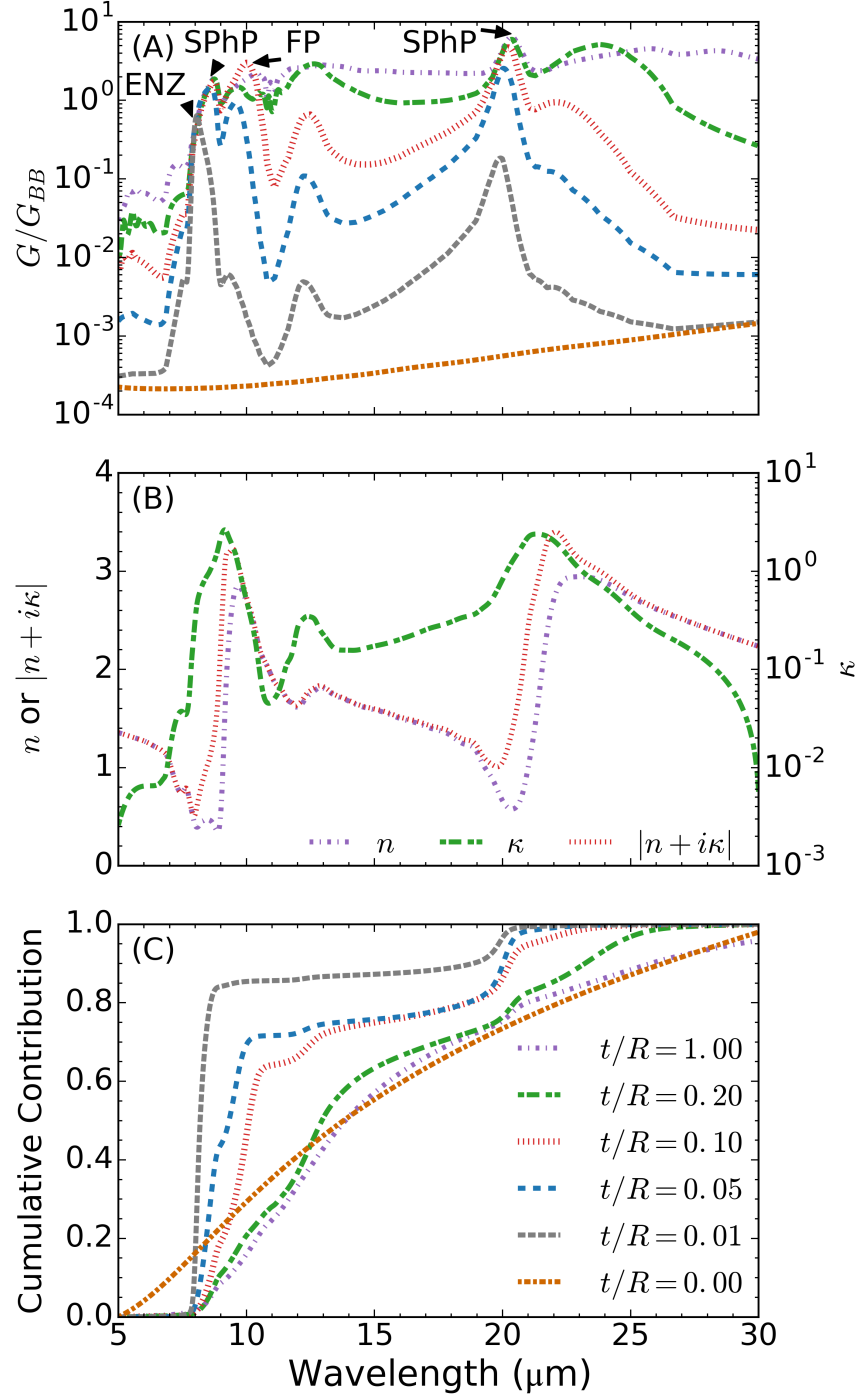 (A)
SPhP
FP
SPhP
ENZ
G/G_{BB}
10^1
10^0
10^{-1}
10^{-2}
10^{-3}
10^{-4}
(B)
n or |n + iκ|
4
3
2
1
0
κ
10^1
10^0
10^{-1}
10^{-2}
10^{-3}
n
κ
|n + iκ|
(C)
Cumulative Contribution
1.0
0.8
0.6
0.4
0.2
0.0
t/R = 1.00
t/R = 0.20
t/R = 0.10
t/R = 0.05
t/R = 0.01
t/R = 0.00
5 10 15 20 25 30
Wavelength (μm)